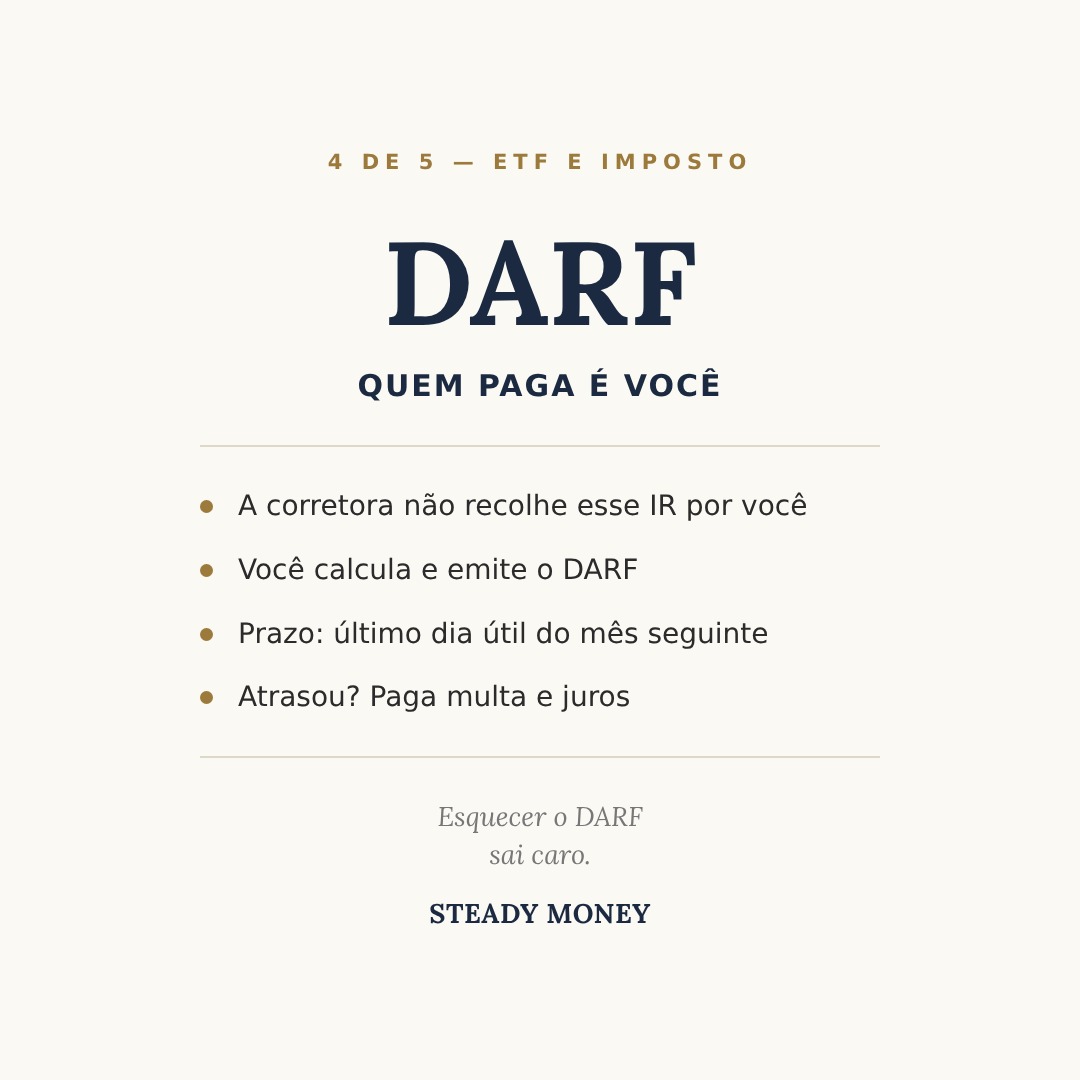 4 DE 5 — ETF E IMPOSTO
DARF
QUEM PAGA É VOCÊ
A corretora não recolhe esse IR por você
Você calcula e emite o DARF
Prazo: último dia útil do mês seguinte
Atrasou? Paga multa e juros
Esquecer o DARF
sai caro.
STEADY MONEY